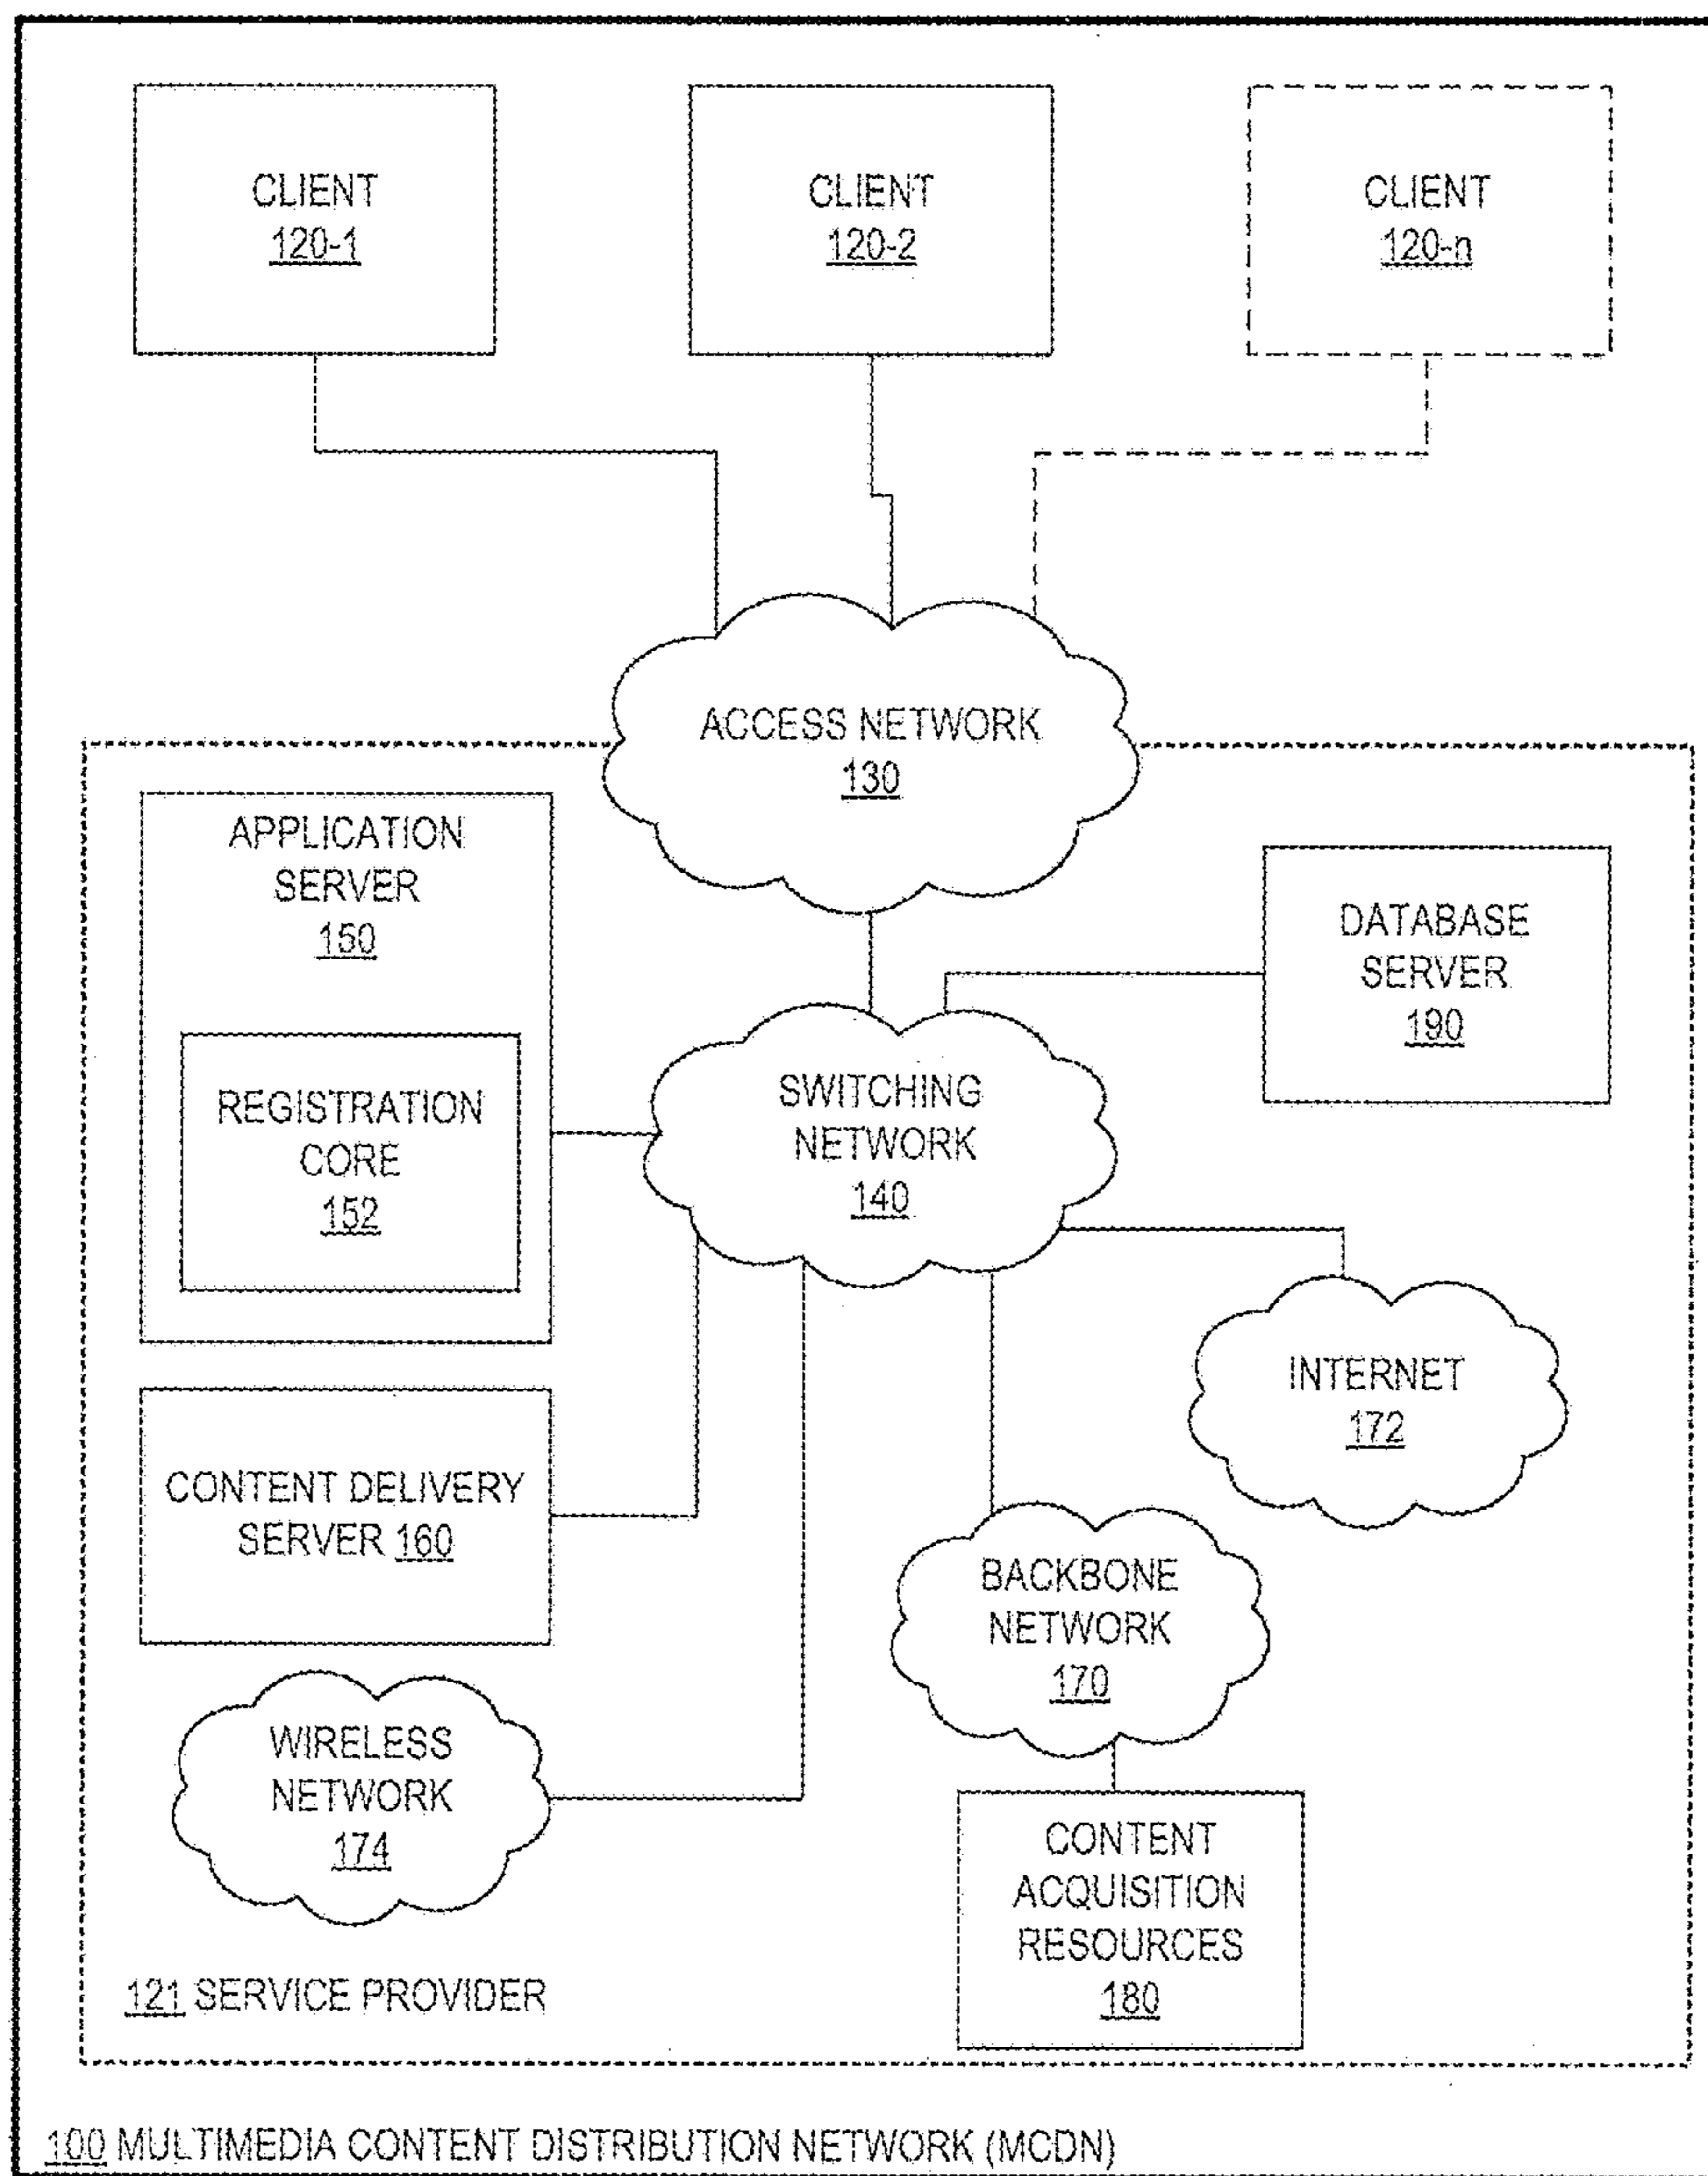 CLIENT
120-1
CLIENT
120-2
CLIENT
120-n
ACCESS NETWORK
130
APPLICATION
SERVER
150
REGISTRATION
CORE
152
DATABASE
SERVER
190
SWITCHING
NETWORK
140
INTERNET
172
CONTENT DELIVERY
SERVER 160
BACKBONE
NETWORK
170
WIRELESS
NETWORK
174
CONTENT
ACQUISITION
RESOURCES
180
121 SERVICE PROVIDER
100 MULTIMEDIA CONTENT DISTRIBUTION NETWORK (MCDN)